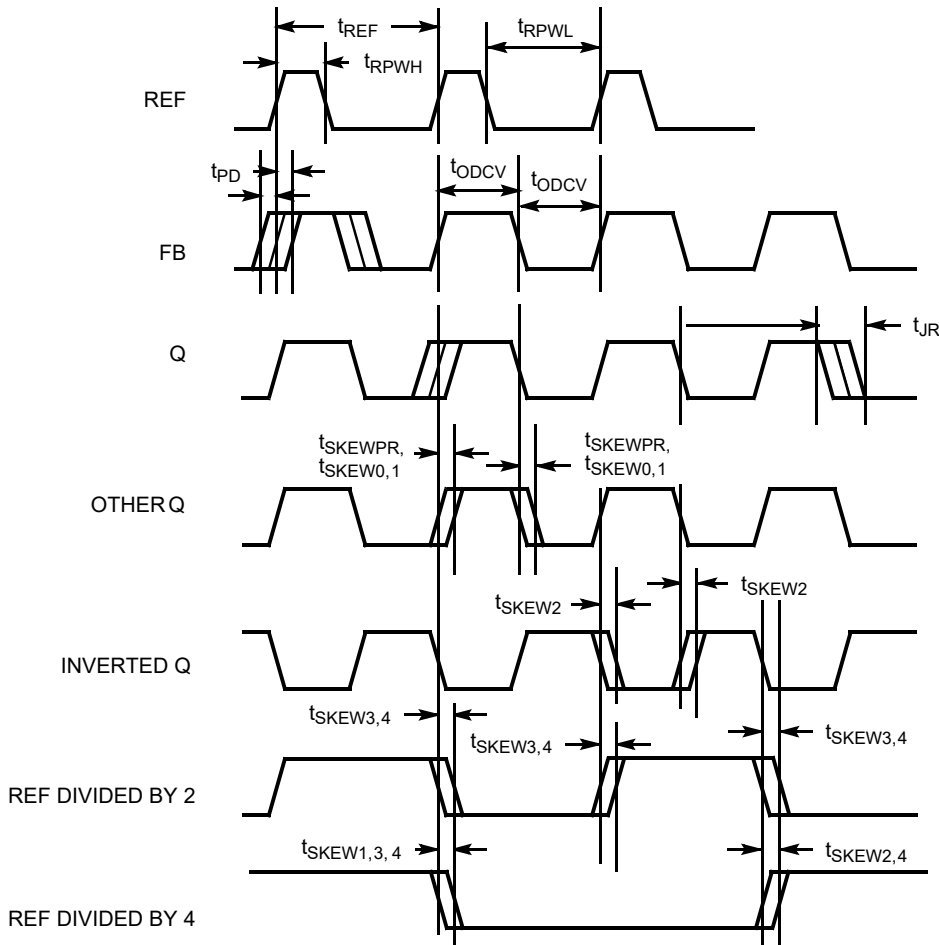 tREF
tRPWL
tRPWH
REF
tPD
tODCV
tODCV
FB
tJR
Q
tSKEWPR,
tSKEW0,1
tSKEWPR,
tSKEW0,1
OTHER Q
tSKEW2
tSKEW2
INVERTED Q
tSKEW3,4
tSKEW3,4
tSKEW3,4
REF DIVIDED BY 2
tSKEW1,3, 4
tSKEW2,4
REF DIVIDED BY 4